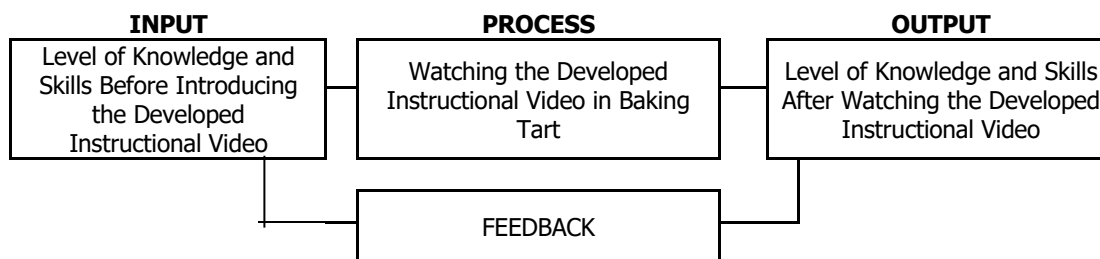 INPUT
PROCESS
OUTPUT
Level of Knowledge and
Skills Before Introducing
the Developed
Instructional Video
Watching the Developed
Instructional Video in Baking
Tart
Level of Knowledge and Skills
After Watching the Developed
Instructional Video
FEEDBACK